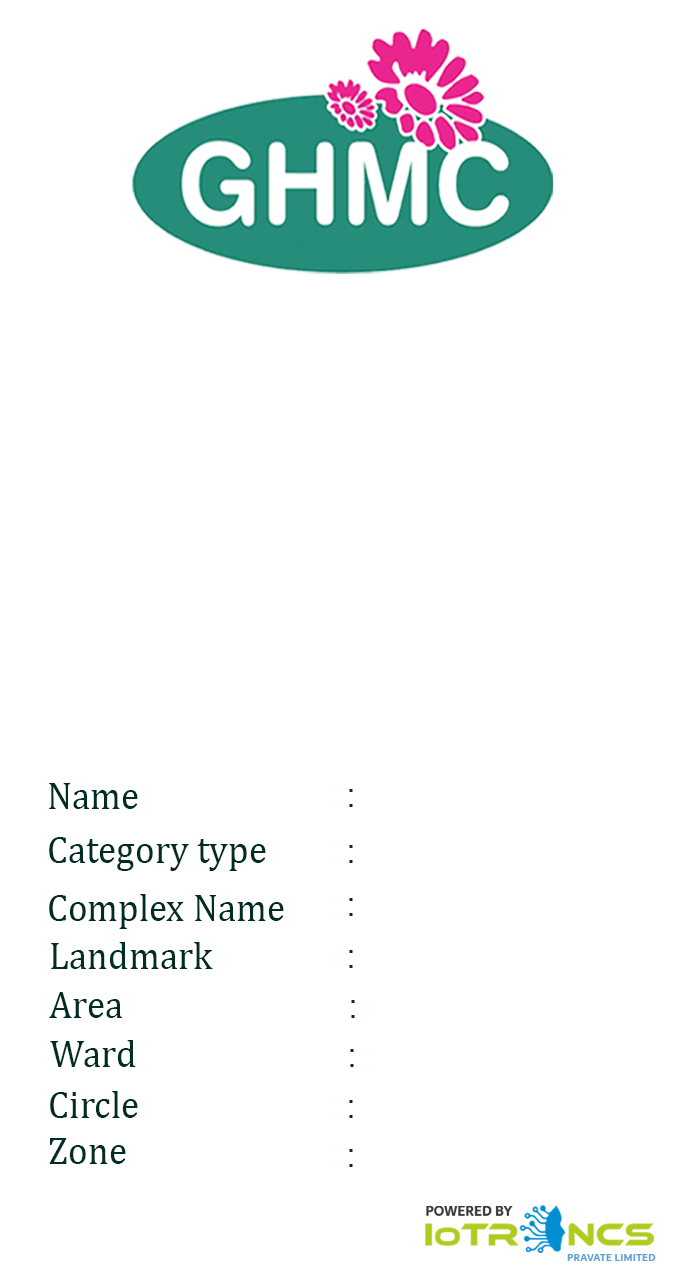 GHMC
Name :
Category type :
Complex Name :
Landmark :
Area :
Ward :
Circle :
Zone :
POWERED BY
IoTRONCS
PRAVATE LIMITED